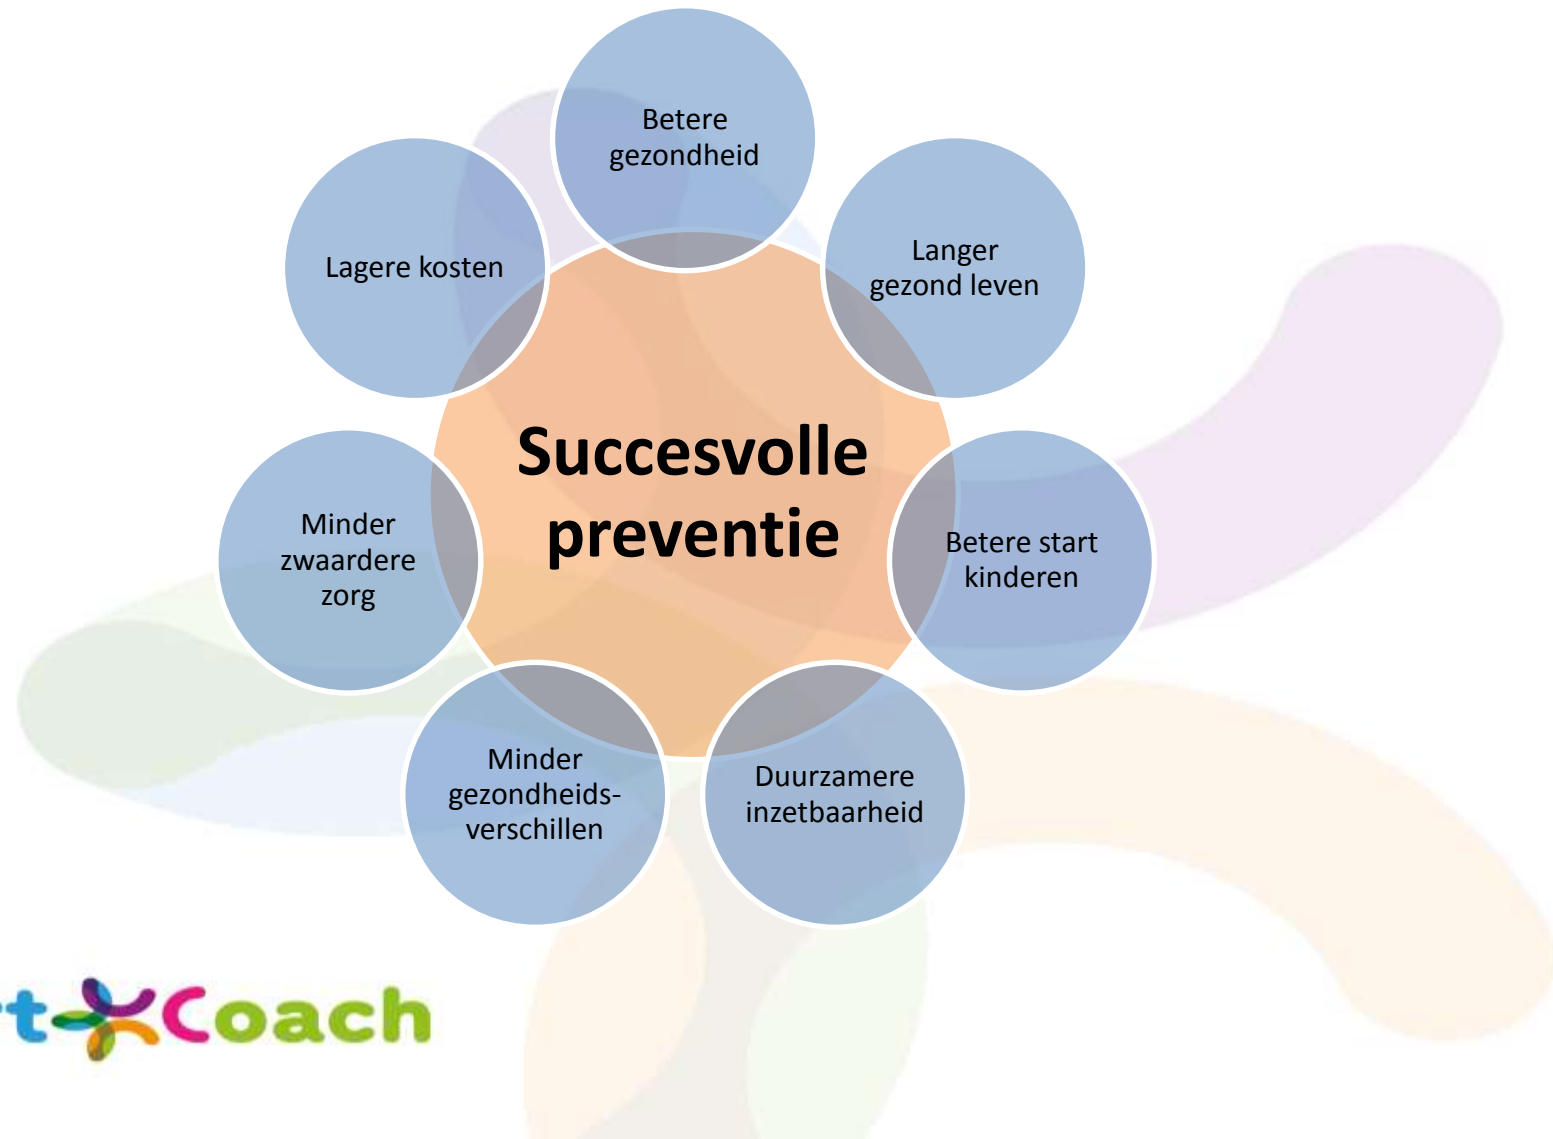 Betere
gezondheid
Langer
gezond leven
Lagere kosten
Succesvolle
preventie
Betere start
kinderen
Minder
zwaardere
zorg
Duurzamere
inzetbaarheid
Minder
gezondheids-
verschillen
Coach